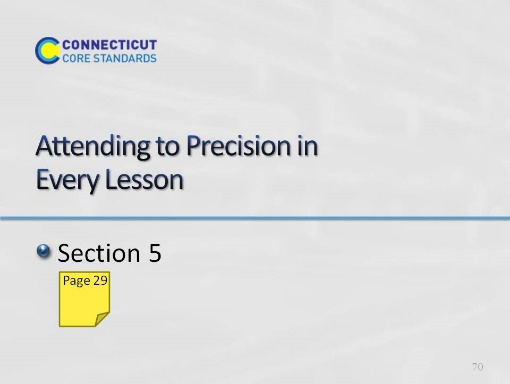 CONNECTICUT
CORE STANDARDS
Attending to Precision in
Every Lesson
Section 5
Page 29
70